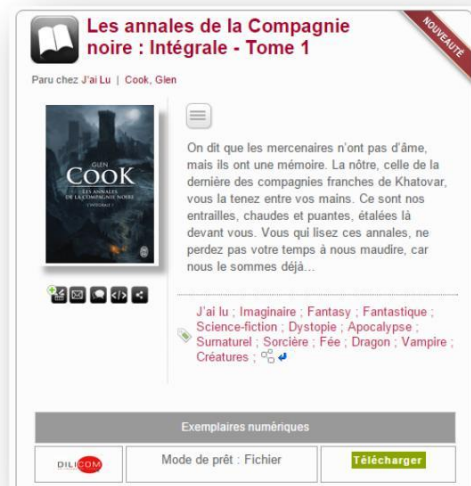 Les annales de la Compagnie
noire : Intégrale - Tome 1
NOUVEAUTÉ
Paru chez J'ai Lu | Cook, Glen
GLEN
COOK
LES ANNALES
DE LA COMPAGNIE NOIRE
On dit que les mercenaires n'ont pas d'âme,
mais ils ont une mémoire. La nôtre, celle de la
dernière des compagnies franches de Khatovar,
vous la tenez entre vos mains. Ce sont nos
entrailles, chaudes et puantes, étalées là
devant vous. Vous qui lisez ces annales, ne
perdez pas votre temps à nous maudire, car
nous le sommes déjà...
J'ai lu ; Imaginaire ; Fantasy ; Fantastique ;
Science-fiction ; Dystopie ; Apocalypse ;
Surnaturel ; Sorcière ; Fée ; Dragon ; Vampire ;
Créatures ;
Exemplaires numériques
DILICOM
Mode de prêt : Fichier
Télécharger